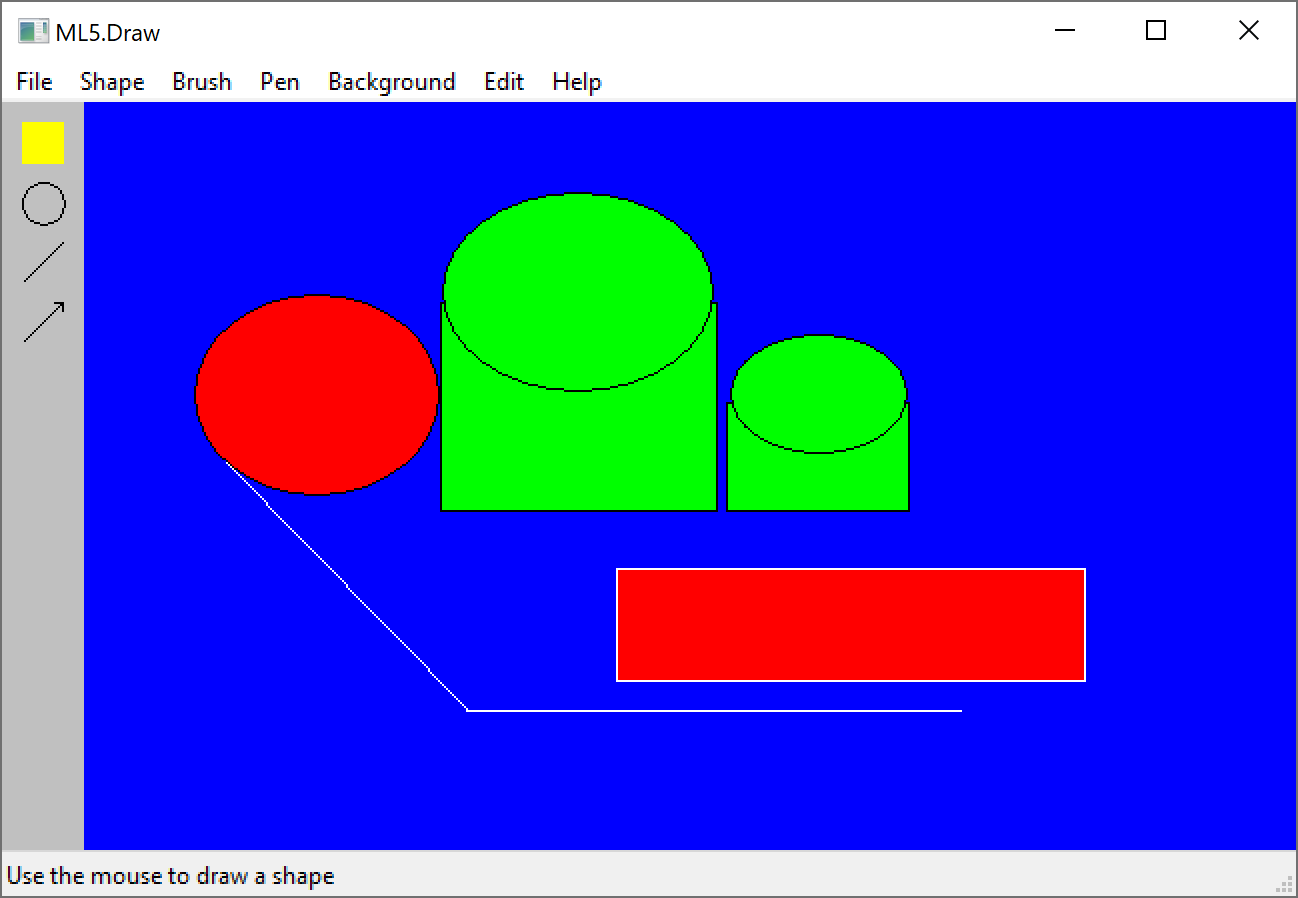 ML5.Draw
File Shape Brush Pen Background Edit Help
Use the mouse to draw a shape